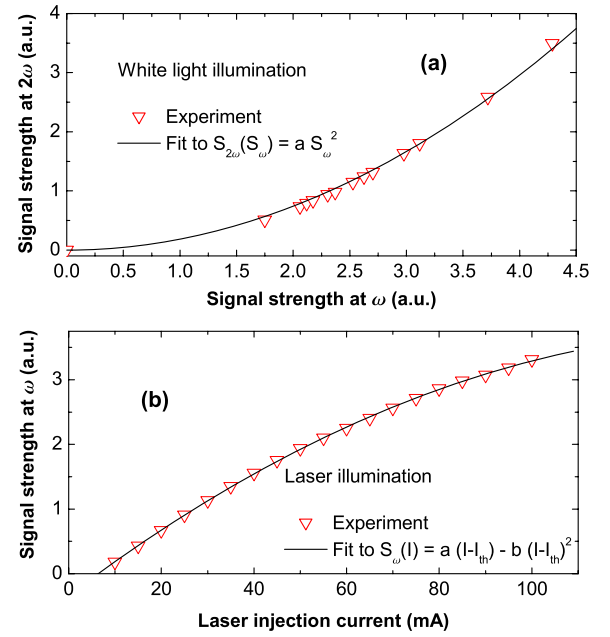 4
3
2
1
0
Signal strength at 2ω (a.u.)
(a)
White light illumination
Experiment
Fit to S2ω(Sω) = a Sω²
0.0 0.5 1.0 1.5 2.0 2.5 3.0 3.5 4.0 4.5
Signal strength at ω (a.u.)
3
2
1
0
Signal strength at ω (a.u.)
(b)
Laser illumination
Experiment
Fit to Sω(I) = a (I-Ith) - b (I-Ith)²
0 20 40 60 80 100
Laser injection current (mA)